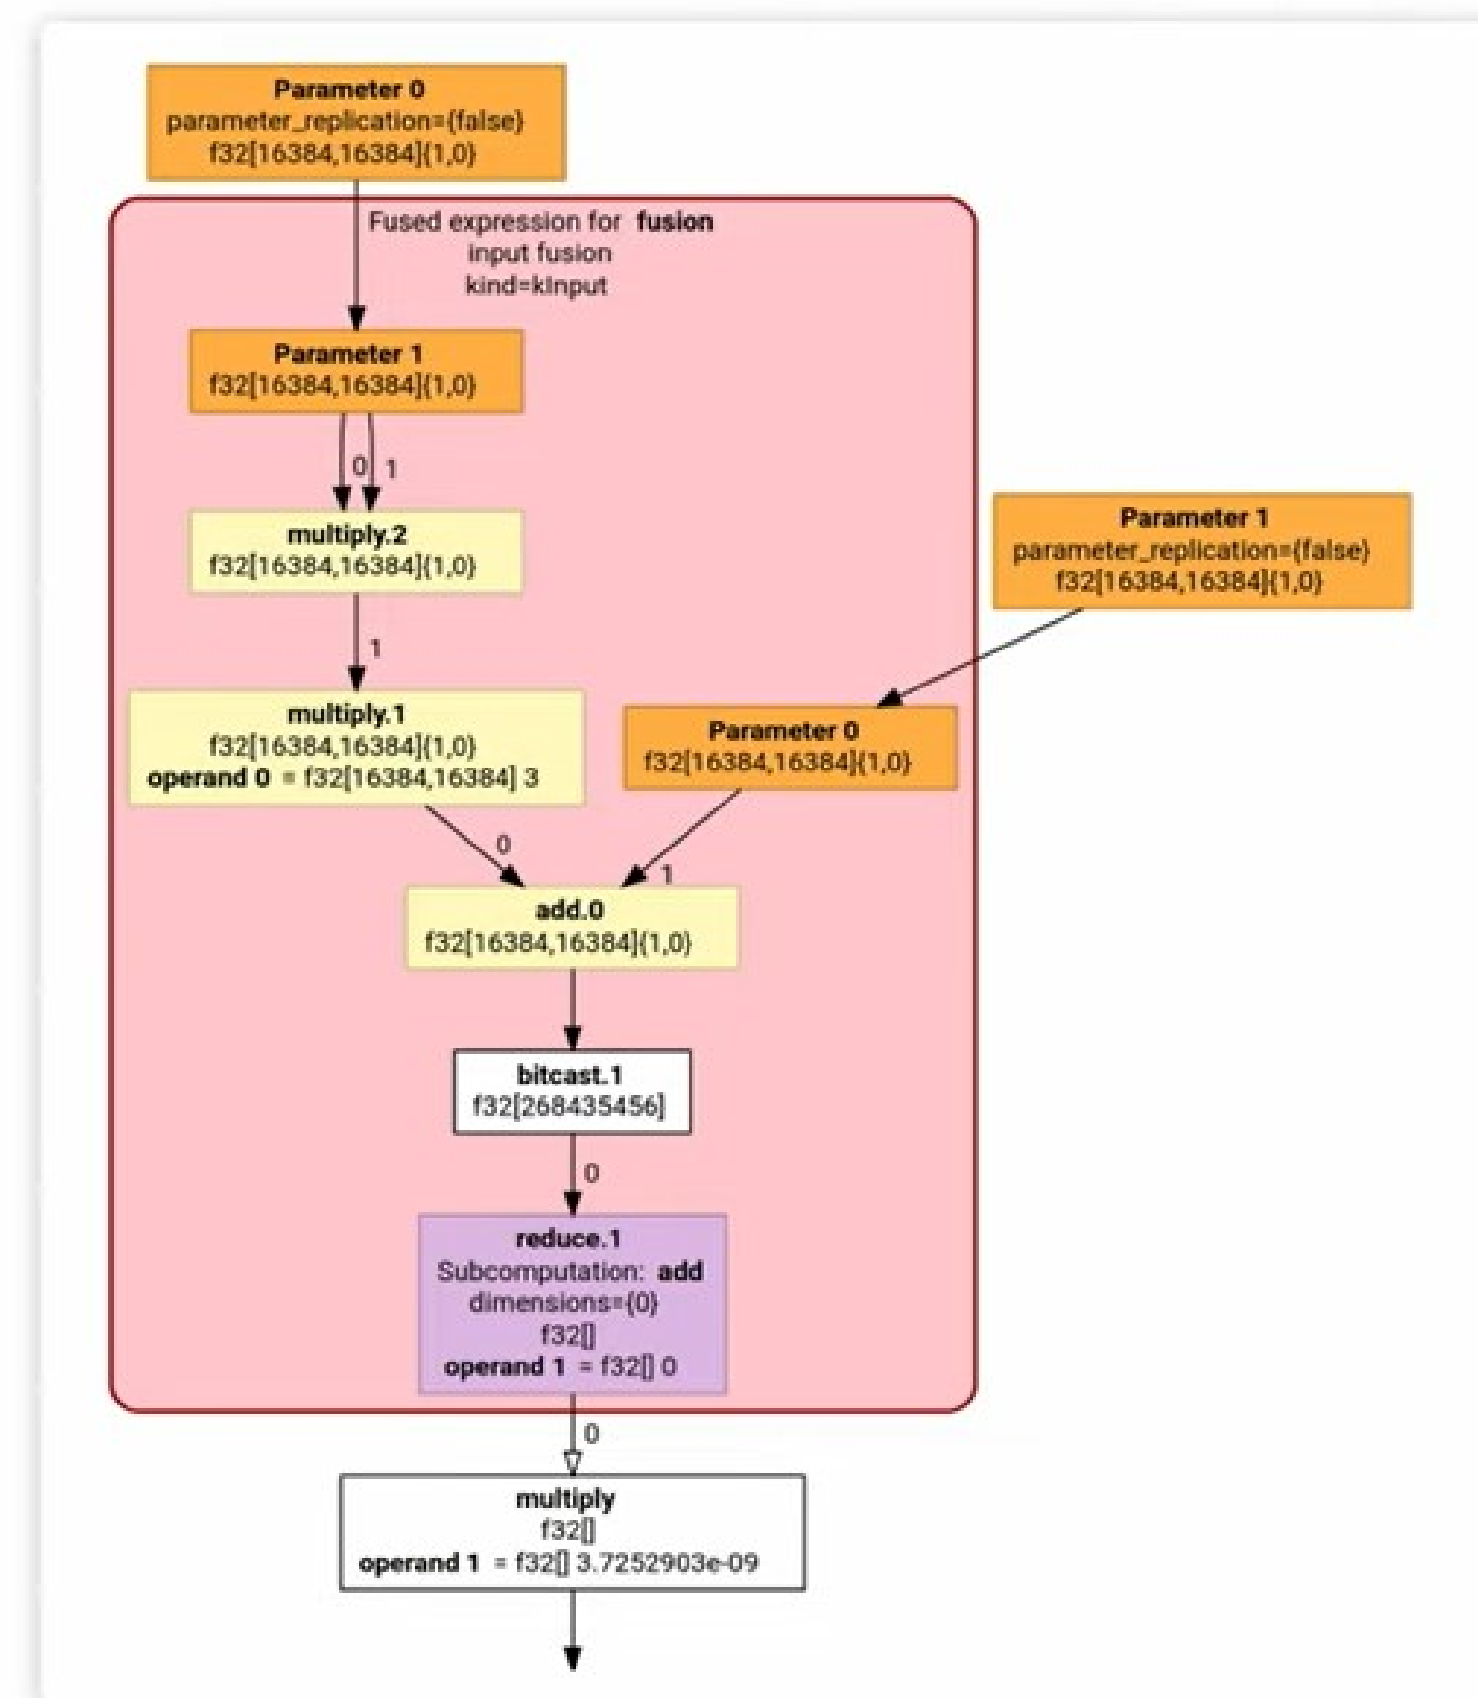 Parameter 0
parameter_replication={false}
f32[16384,16384]{1,0}
Fused expression for fusion
input fusion
kind=kInput
Parameter 1
f32[16384,16384]{1,0}
0 1
multiply.2
f32[16384,16384]{1,0}
Parameter 1
parameter_replication={false}
f32[16384,16384]{1,0}
1
multiply.1
f32[16384,16384]{1,0}
operand 0 = f32[16384,16384] 3
Parameter 0
f32[16384,16384]{1,0}
0
1
add.0
f32[16384,16384]{1,0}
bitcast.1
f32[268435456]
0
reduce.1
Subcomputation: add
dimensions={0}
f32[]
operand 1 = f32[] 0
0
multiply
f32[]
operand 1 = f32[] 3.7252903e-09